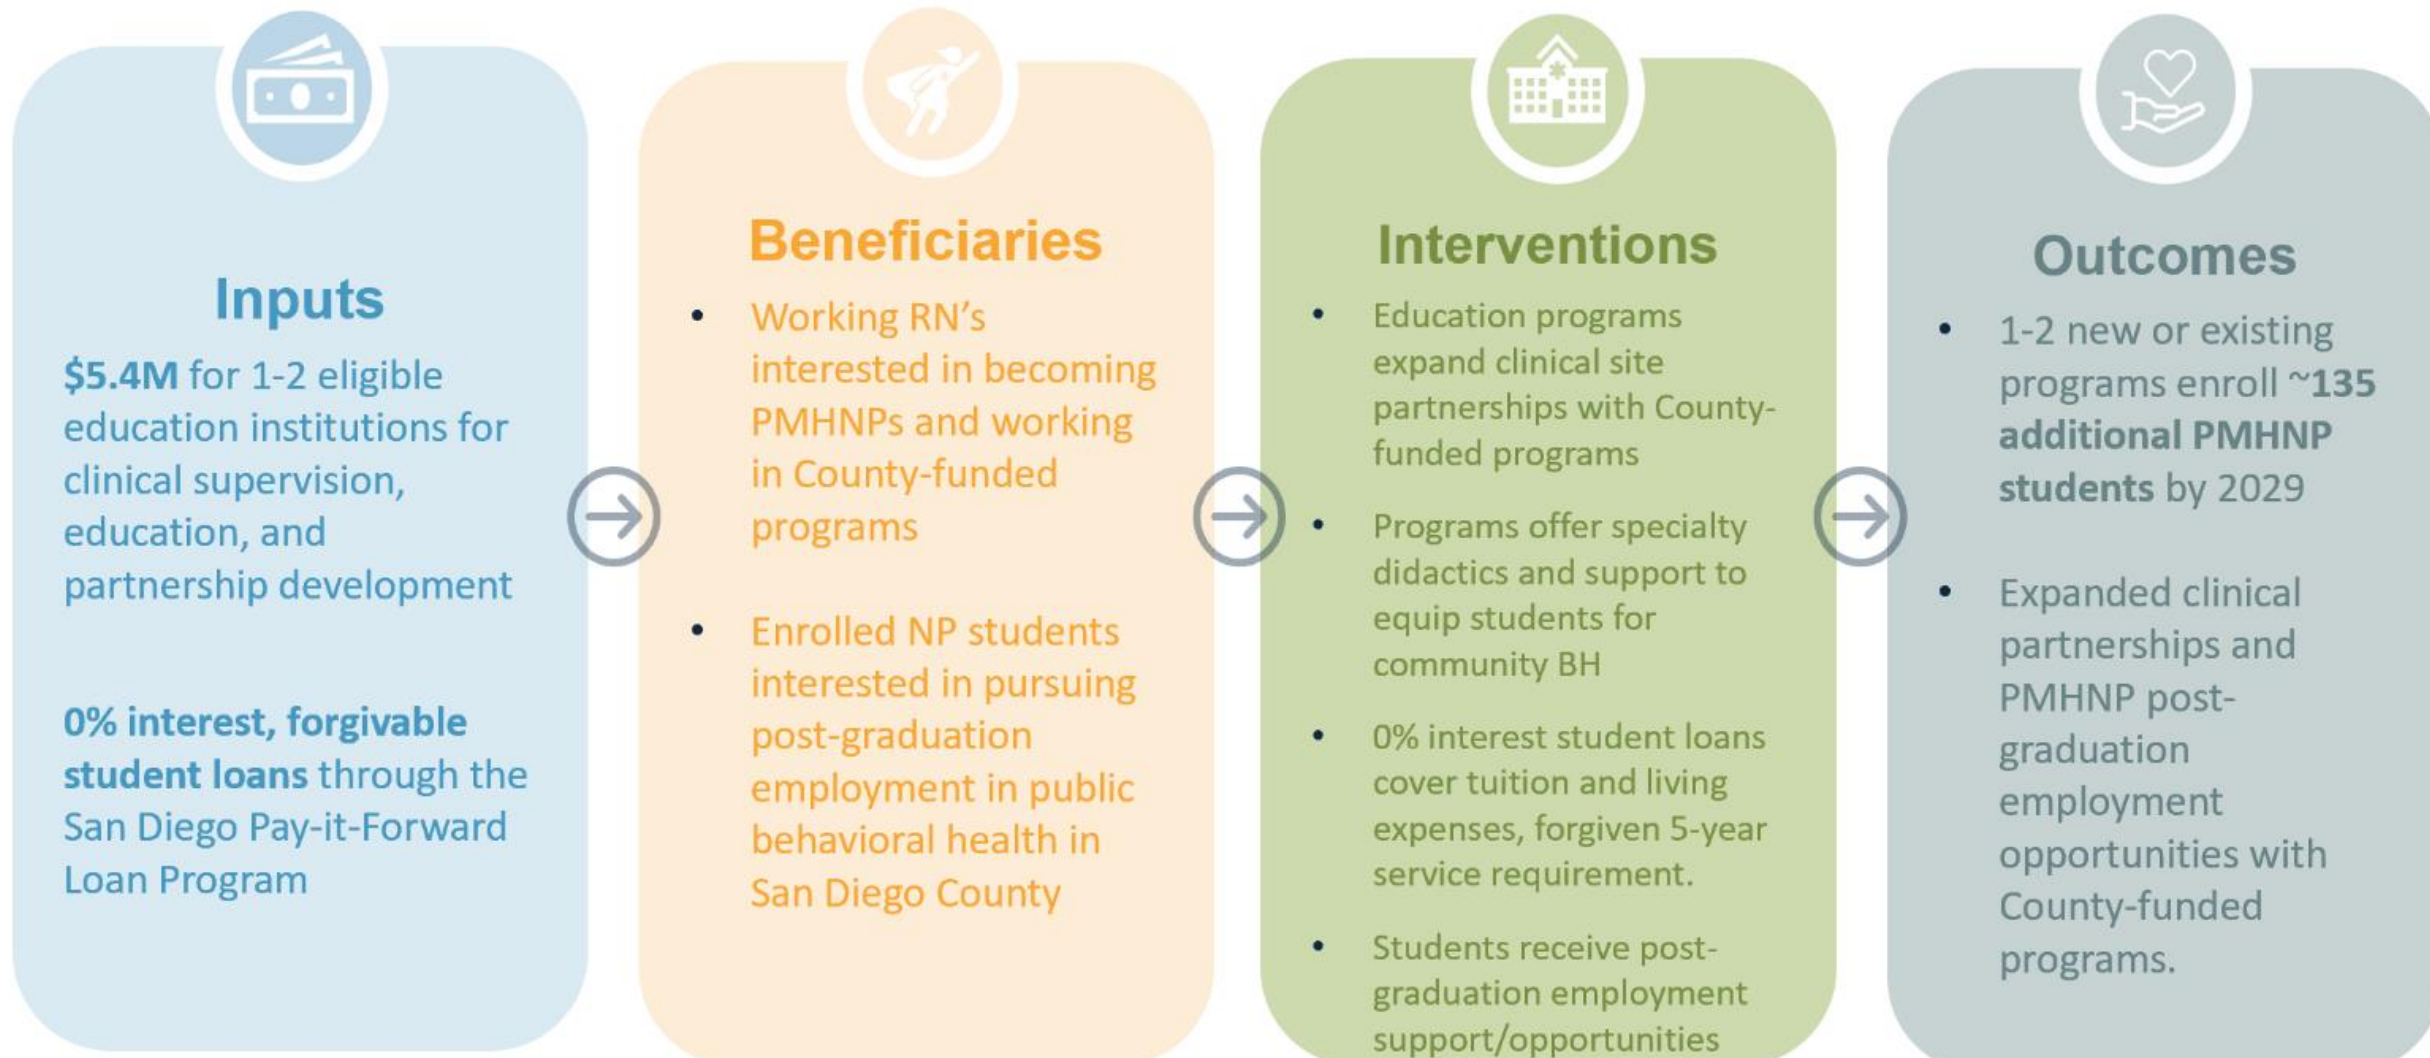 Inputs
$5.4M for 1-2 eligible
education institutions for
clinical supervision,
education, and
partnership development
0% interest, forgivable
student loans through the
San Diego Pay-it-Forward
Loan Program
Beneficiaries
• Working RN’s
interested in becoming
PMHNPs and working
in County-funded
programs
• Enrolled NP students
interested in pursuing
post-graduation
employment in public
behavioral health in
San Diego County
Interventions
• Education programs
expand clinical site
partnerships with County-
funded programs
• Programs offer specialty
didactics and support to
equip students for
community BH
• 0% interest student loans
cover tuition and living
expenses, forgiven 5-year
service requirement.
• Students receive post-
graduation employment
support/opportunities
Outcomes
• 1-2 new or existing
programs enroll ~135
additional PMHNP
students by 2029
• Expanded clinical
partnerships and
PMHNP post-
graduation
employment
opportunities with
County-funded
programs.